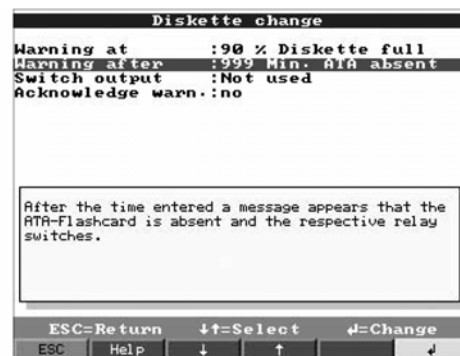 Diskette change
Warning at :90 % Diskette full
Warning after :999 Min. ATA absent
Switch output :Not used
Acknowledge warn.:no
After the time entered a message appears that the
ATA-Flashcard is absent and the respective relay
switches.
ESC=Return ↓↑=Select ↲=Change
ESC Help ↓ ↑ ↲